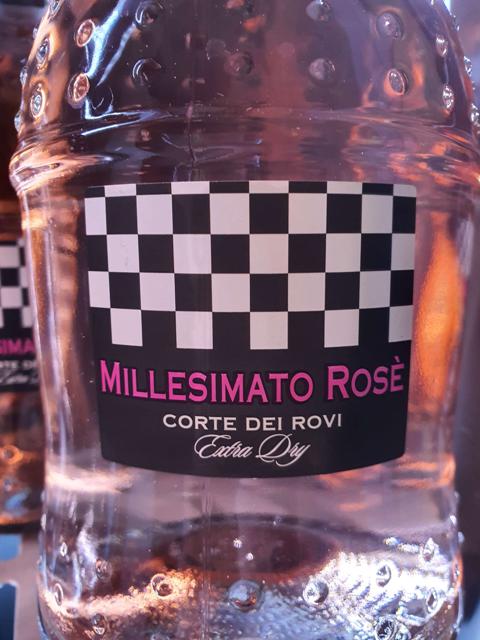 MILLESIMATO ROSÈ
CORTE DEI ROVI
Extra Dry